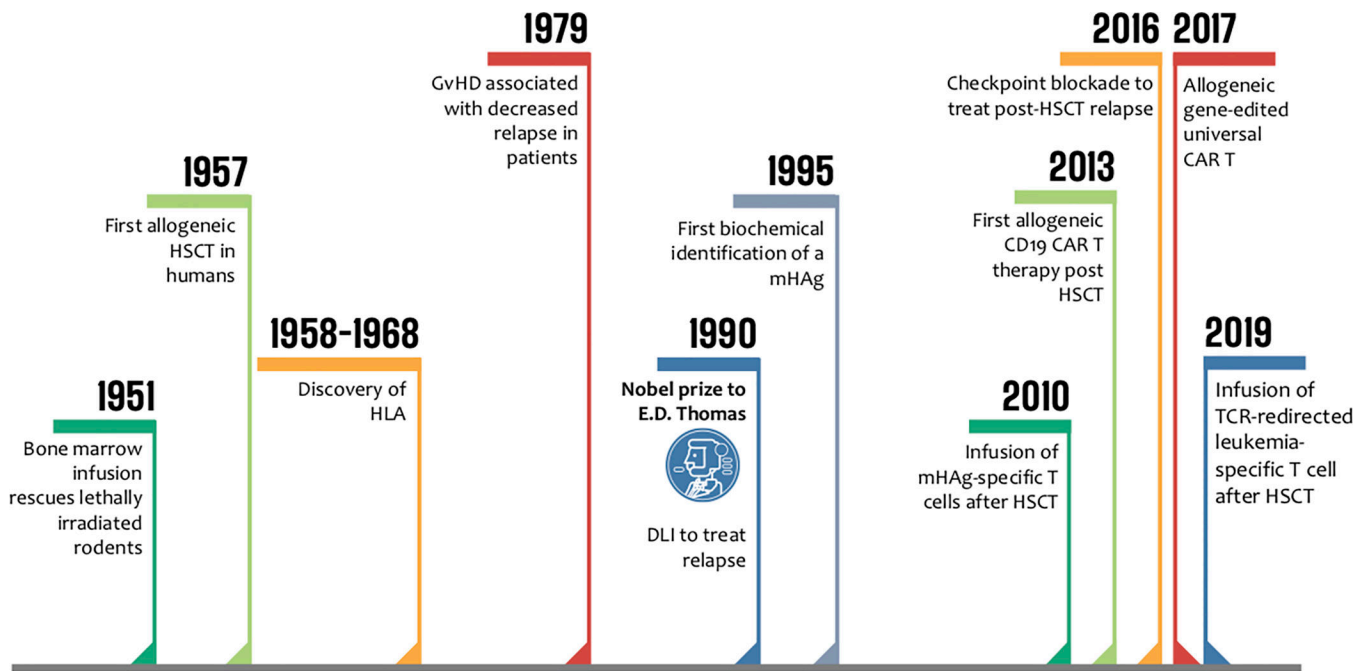 1951
Bone marrow
infusion
rescues lethally
irradiated
rodents
1957
First allogeneic
HSCT in
humans
1958-1968
Discovery of
HLA
1979
GvHD associated
with decreased
relapse in
patients
1990
Nobel prize to
E.D. Thomas
DLI to treat
relapse
1995
First biochemical
identification of a
mHAg
2010
Infusion of
mHAg-specific T
cells after HSCT
2013
First allogeneic
CD19 CAR T
therapy post
HSCT
2016
Checkpoint blockade to
treat post-HSCT relapse
2017
Allogeneic
gene-edited
universal
CAR T
2019
Infusion of
TCR-redirected
leukemia-
specific T cell
after HSCT